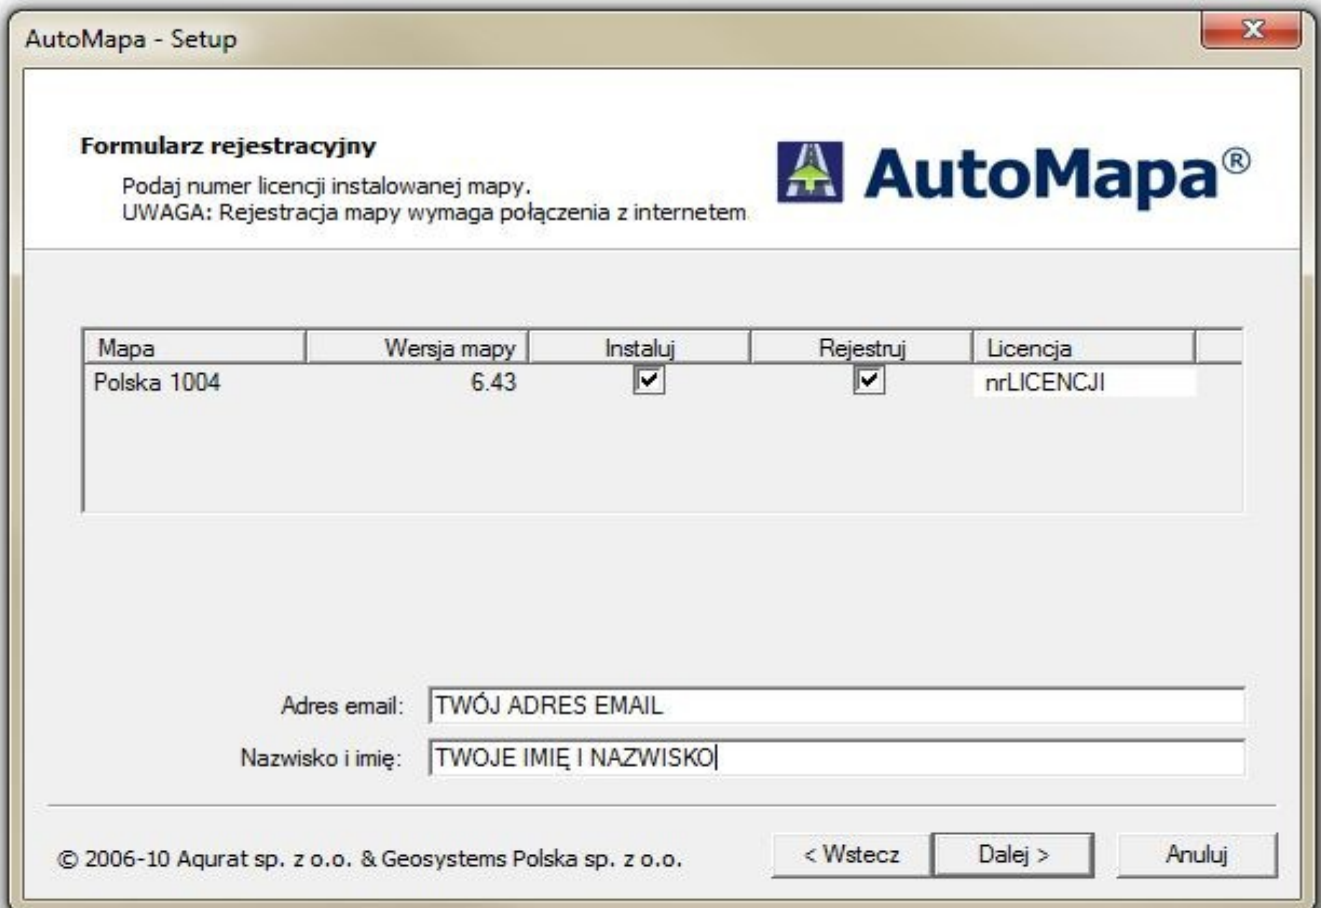 AutoMapa - Setup
Formularz rejestracyjny
Podaj numer licencji instalowanej mapy.
UWAGA: Rejestracja mapy wymaga połączenia z internetem
AutoMapa®
Mapa Wersja mapy Instaluj Rejestruj Licencja
Polska 1004 6.43 nrLICENCJI
Adres email: TWÓJ ADRES EMAIL
Nazwisko i imię: TWOJE IMIĘ I NAZWISKO
© 2006-10 Aqurat sp. z o.o. & Geosystems Polska sp. z o.o. < Wstecz Dalej > Anuluj